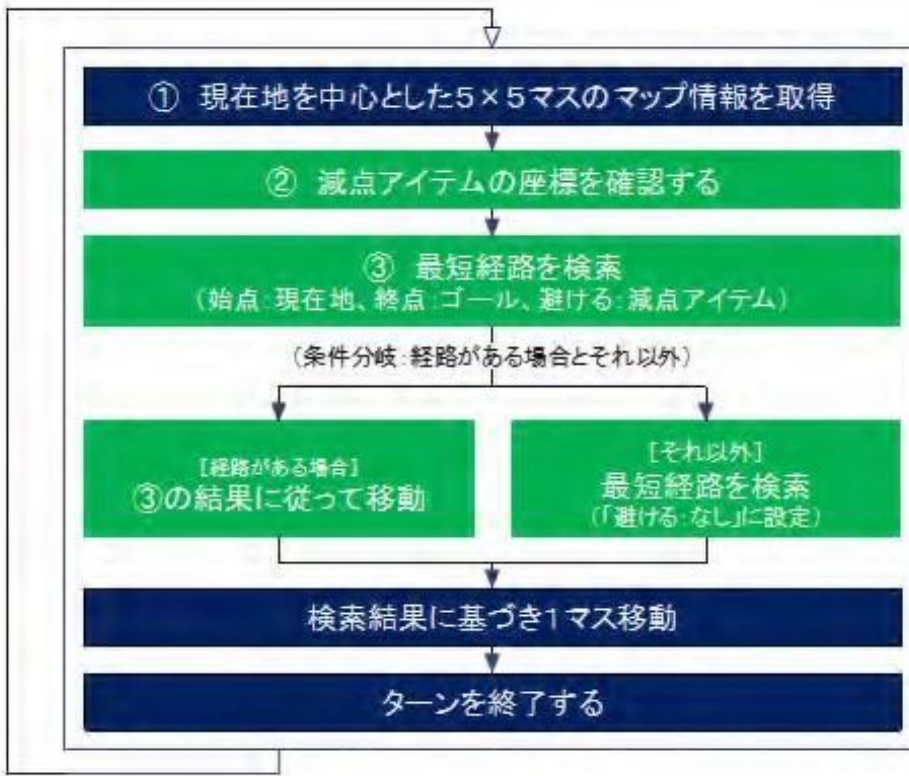 ① 現在地を中心とした5×5マスのマップ情報を取得
② 減点アイテムの座標を確認する
③ 最短経路を検索
(始点:現在地、終点:ゴール、避ける:減点アイテム)
(条件分岐:経路がある場合とそれ以外)
[経路がある場合]
③の結果に従って移動
[それ以外]
最短経路を検索
(「避ける:なし」に設定)
検索結果に基づき1マス移動
ターンを終了する